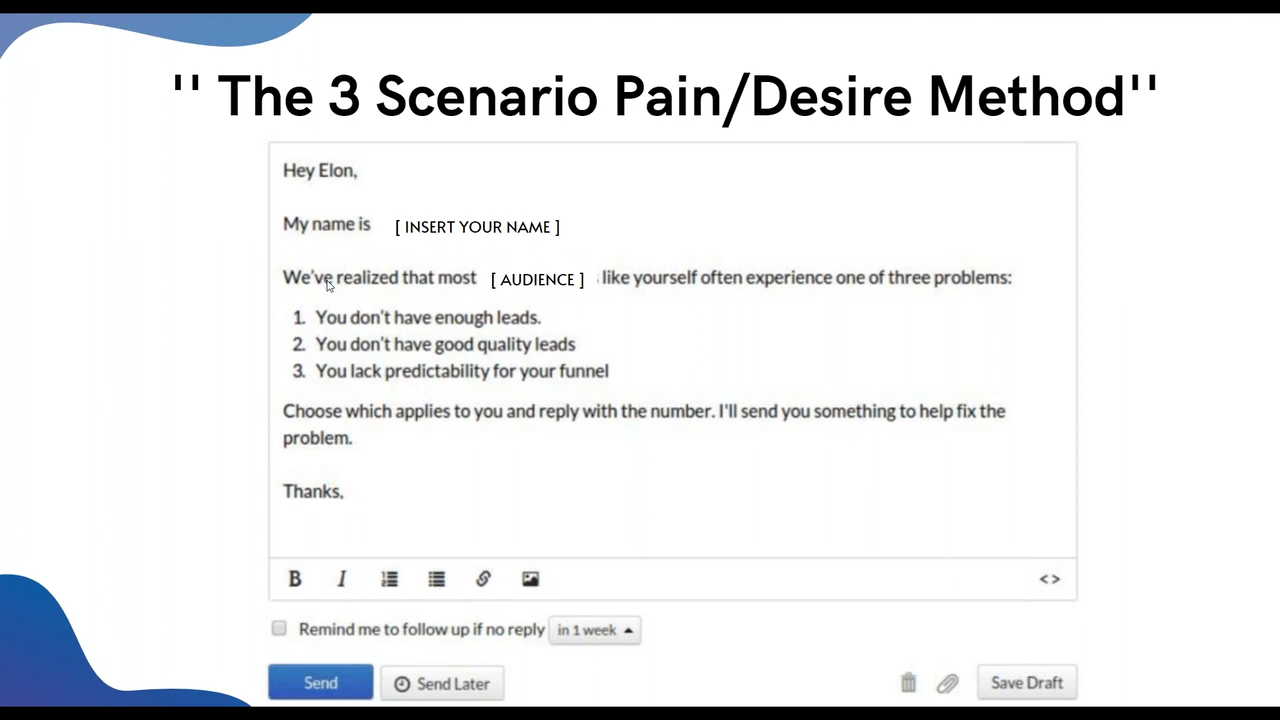 '' The 3 Scenario Pain/Desire Method''
Hey Elon,
My name is [ INSERT YOUR NAME ]
We've realized that most [ AUDIENCE ] like yourself often experience one of three problems:
1. You don't have enough leads.
2. You don't have good quality leads
3. You lack predictability for your funnel
Choose which applies to you and reply with the number. I'll send you something to help fix the
problem.
Thanks,
B I <>
Remind me to follow up if no reply in 1 week
Send Send Later Save Draft